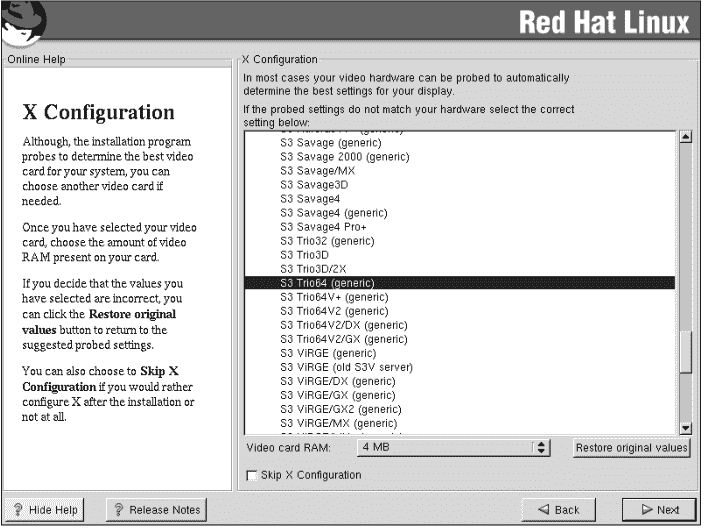 Red Hat Linux
Online Help
X Configuration
Although, the installation program
probes to determine the best video
card for your system, you can
choose another video card if
needed.
Once you have selected your video
card, choose the amount of video
RAM present on your card.
If you decide that the values you
have selected are incorrect, you
can click the Restore original
values button to return to the
suggested probed settings.
You can also choose to Skip X
Configuration if you would rather
configure X after the installation or
not at all.
X Configuration
In most cases your video hardware can be probed to automatically
determine the best settings for your display.
If the probed settings do not match your hardware select the correct
setting below:
S3 Savage (generic)
S3 Savage 2000 (generic)
S3 Savage/MX
S3 Savage3D
S3 Savage4
S3 Savage4 (generic)
S3 Savage4 Pro+
S3 Trio32 (generic)
S3 Trio3D
S3 Trio3D/2X
S3 Trio64 (generic)
S3 Trio64V+ (generic)
S3 Trio64V2 (generic)
S3 Trio64V2/DX (generic)
S3 Trio64V2/GX (generic)
S3 ViRGE (generic)
S3 ViRGE (old S3V server)
S3 ViRGE/DX (generic)
S3 ViRGE/GX (generic)
S3 ViRGE/GX2 (generic)
S3 ViRGE/MX (generic)
Video card RAM: 4 MB Restore original values
Skip X Configuration
Hide Help Release Notes Back Next